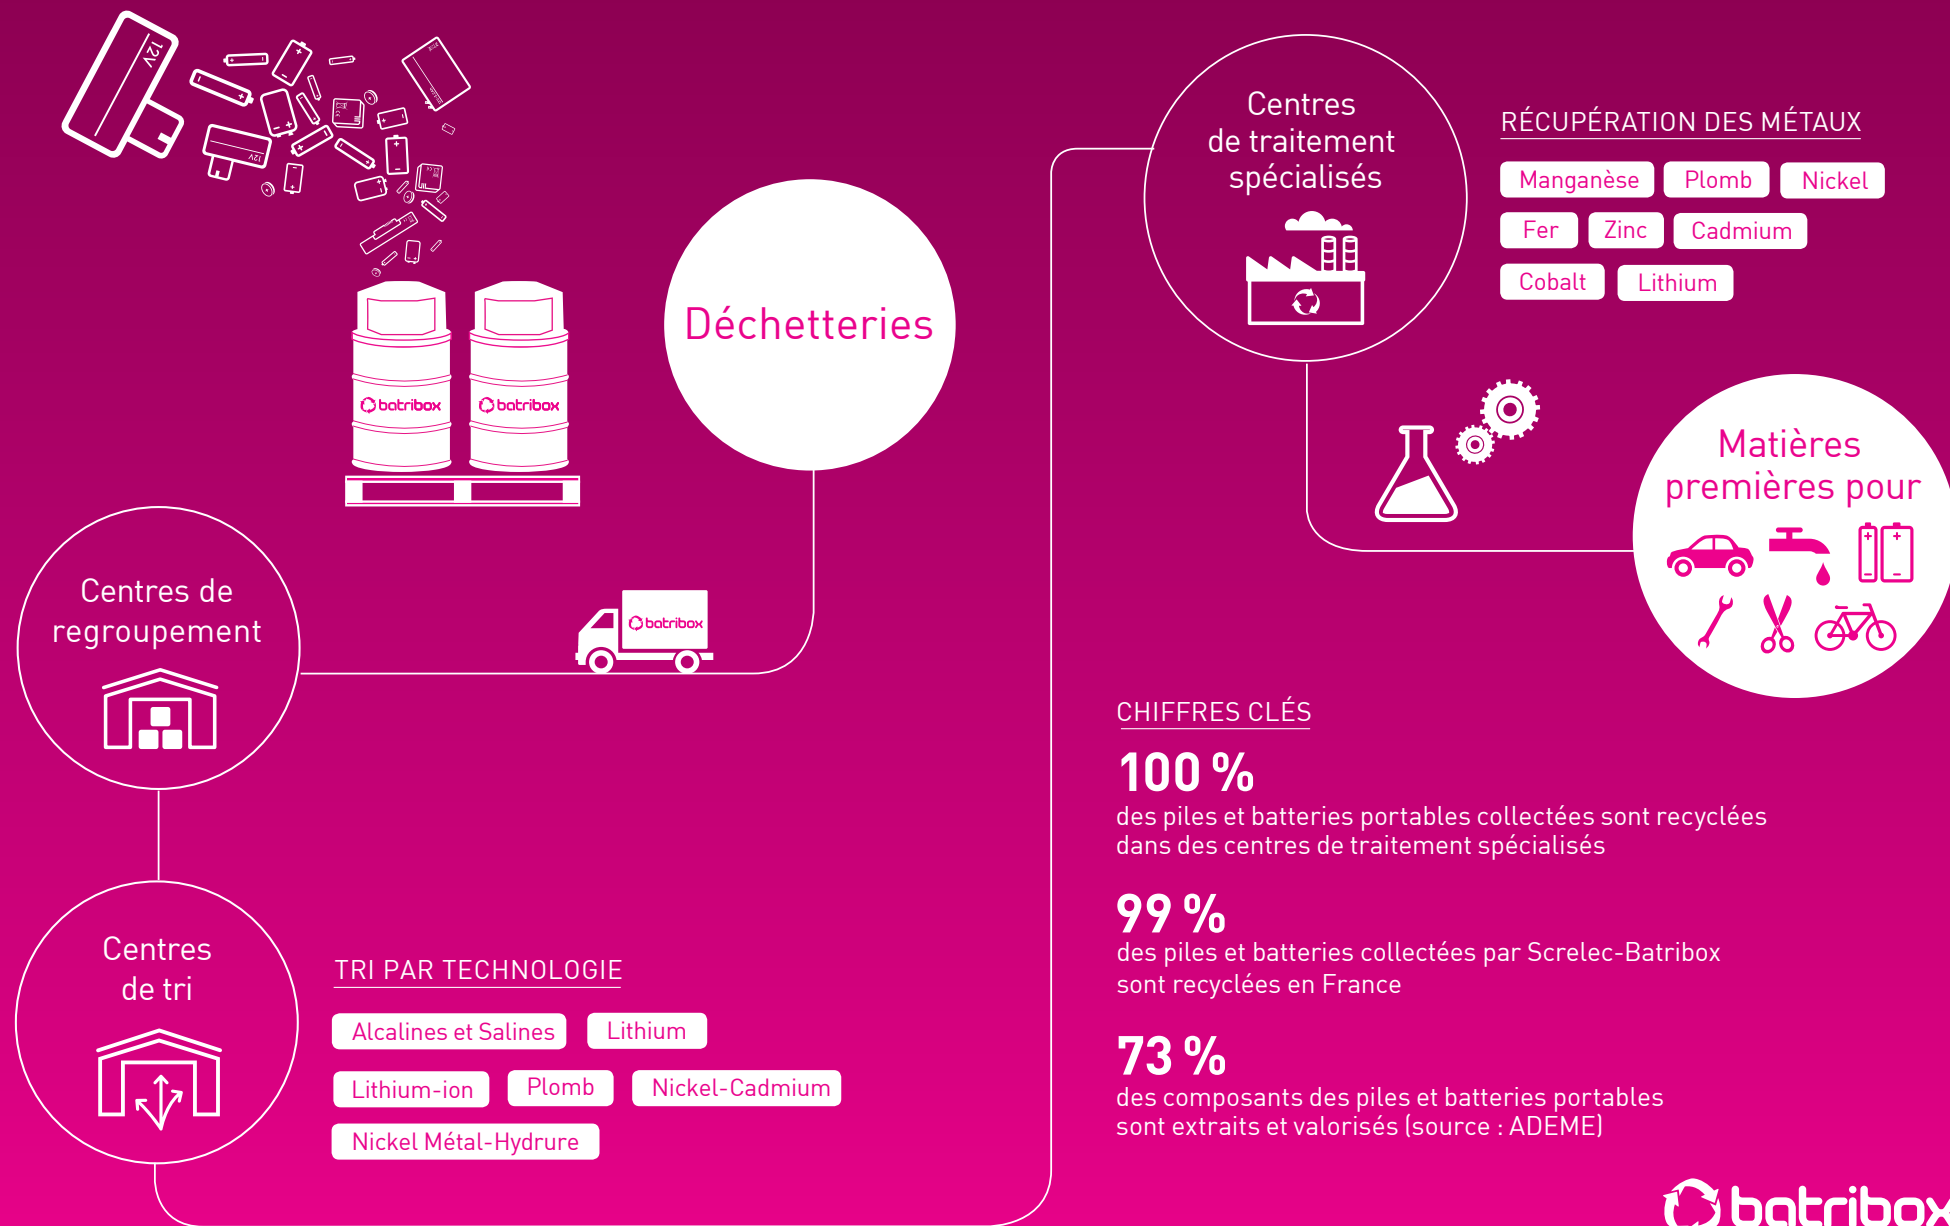 12V
12V
batribox
batribox
Déchetteries
Centres de
regroupement
batribox
Centres
de tri
TRI PAR TECHNOLOGIE
Alcalines et Salines
Lithium
Lithium-ion
Plomb
Nickel-Cadmium
Nickel Métal-Hydrure
Centres
de traitement
spécialisés
RÉCUPÉRATION DES MÉTAUX
Manganèse
Plomb
Nickel
Fer
Zinc
Cadmium
Cobalt
Lithium
Matières
premières pour
CHIFFRES CLÉS
100 %
des piles et batteries portables collectées sont recyclées
dans des centres de traitement spécialisés
99 %
des piles et batteries collectées par Screlec-Batribox
sont recyclées en France
73 %
des composants des piles et batteries portables
sont extraits et valorisés (source : ADEME)
batribox